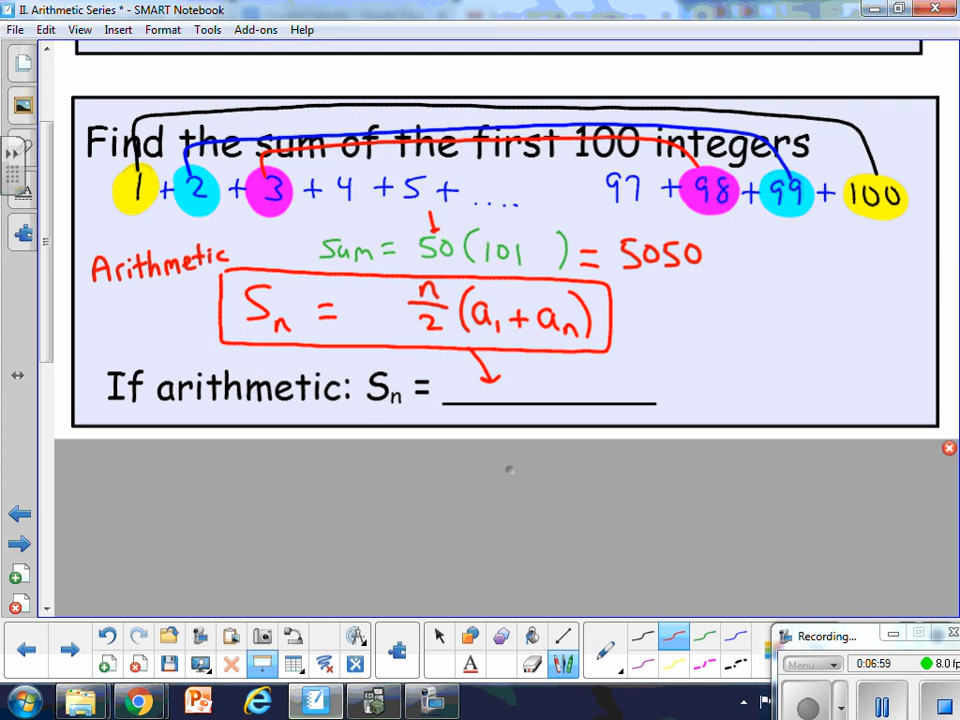 II. Arithmetic Series * - SMART Notebook
File Edit View Insert Format Tools Add-ons Help
Find the sum of the first 100 integers
1 + 2 + 3 + 4 + 5 + .... 97 + 98 + 99 + 100
Sum = 50 (101 ) = 5050
Arithmetic
Sn = n/2 (a1 + an)
If arithmetic: Sn = ___________
Recording...
Menu 0:06:59 8.0 fp